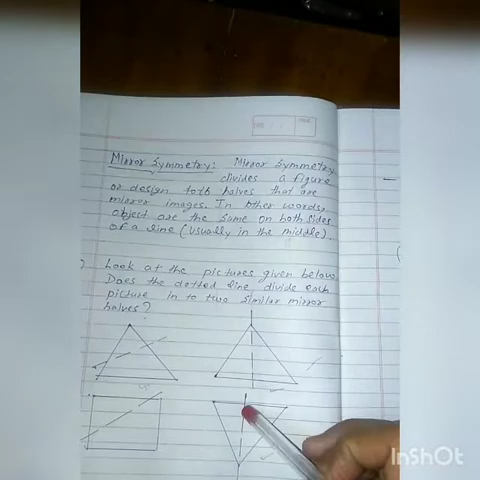 Mirror Symmetry: Mirror Symmetry
divides a figure
or design toth halves that are
mirror images. In other words,
object are the same on both sides
of a line (usually in the middle).
Look at the pictures given below
Does the dotted line, divide each
picture in to two similar mirror
halves?
InShOt